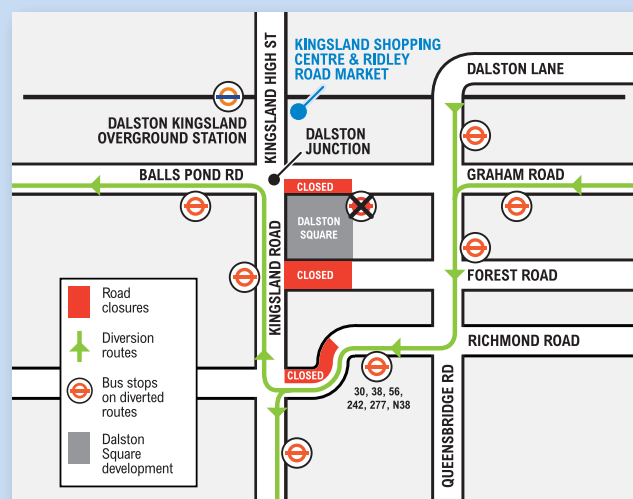 KINGSLAND HIGH ST
KINGSLAND SHOPPING
CENTRE & RIDLEY
ROAD MARKET
DALSTON LANE
DALSTON KINGSLAND
OVERGROUND STATION
DALSTON
JUNCTION
BALLS POND RD
GRAHAM ROAD
CLOSED
DALSTON
SQUARE
KINGSLAND ROAD
CLOSED
FOREST ROAD
RICHMOND ROAD
CLOSED
30, 38, 56,
242, 277, N38
QUEENSBRIDGE RD
Road
closures
Diversion
routes
Bus stops
on diverted
routes
Dalston
Square
development